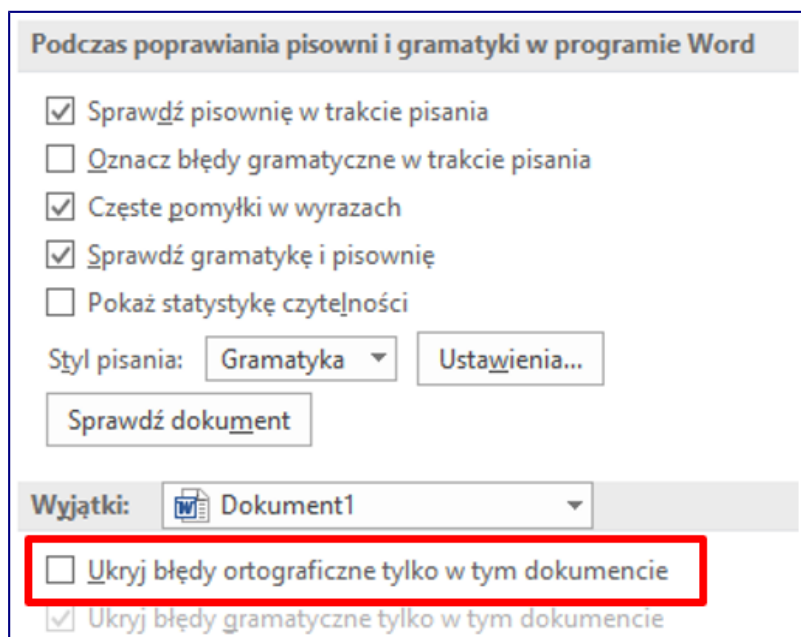 Podczas poprawiania pisowni i gramatyki w programie Word
Sprawdź pisownię w trakcie pisania
Oznacz błędy gramatyczne w trakcie pisania
Częste pomyłki w wyrazach
Sprawdź gramatykę i pisownię
Pokaż statystykę czytelności
Styl pisania: Gramatyka Ustawienia...
Sprawdź dokument
Wyjątki: Dokument1
Ukryj błędy ortograficzne tylko w tym dokumencie
Ukryj błędy gramatyczne tylko w tym dokumencie